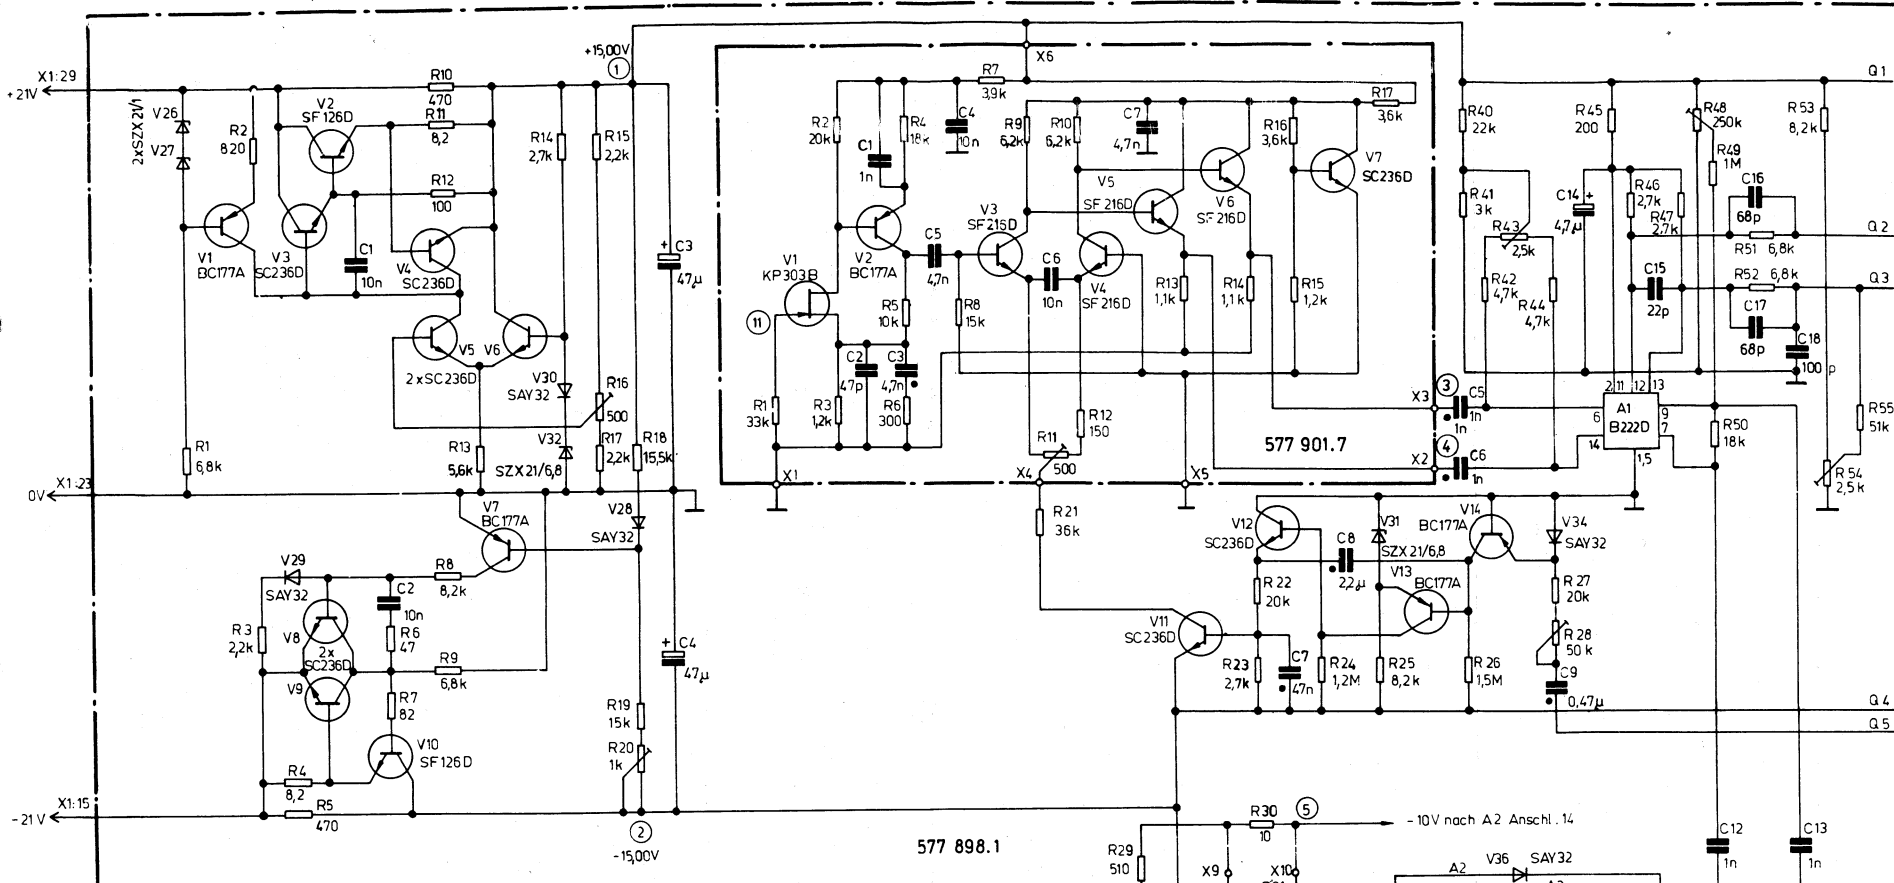 X1:29
+21V
2xSZX21/1
V26
V27
R2
820
V1
BC177A
R1
6,8k
V2
SF126D
R10
470
R11
8,2
R12
100
V3
SC236D
C1
10n
V4
SC236D
V5
V6
2xSC236D
R13
5,6k
R14
2,7k
R15
2,2k
V30
SAY32
R16
500
V32
SZX21/6,8
R17
2,2k
R18
15,5k
+15,00V
1
C3
47µ
X1:23
0V
V7
BC177A
V28
SAY32
V29
SAY32
R8
8,2k
C2
10n
R3
2,2k
V8
2x
SC236D
V9
R6
47
R9
6,8k
R7
82
V10
SF126D
R4
8,2
R5
470
X1:15
-21V
R19
15k
R20
1k
C4
47µ
2
-15,00V
577 898.1
X6
R7
3,9k
R17
3,6k
R2
20k
C1
1n
R4
18k
C4
10n
R9
6,2k
R10
6,2k
C7
4,7n
R16
3,6k
V7
SC236D
V1
KP303B
11
V2
BC177A
C5
4,7n
V3
SF216D
C6
10n
V4
SF216D
V5
SF216D
V6
SF216D
R5
10k
R8
15k
R13
1,1k
R14
1,1k
R15
1,2k
C2
47p
C3
4,7n
R1
33k
R3
1,2k
R6
300
R11
500
R12
150
577 901.7
X1
X4
X5
X3
3
X2
4
C5
1n
1n
C6
1n
R40
22k
R41
3k
R43
2,5k
R42
4,7k
R44
4,7k
C14
+
4,7µ
R45
200
R46
2,7k
R47
2,7k
R48
250k
R49
1M
C16
68p
R51
6,8k
C15
22p
R52
6,8k
C17
68p
C18
100p
R53
8,2k
R54
2,5k
R55
51k
A1
B222D
2
11
12
13
6
9
7
14
1,5
R50
18k
Q1
Q2
Q3
Q4
Q5
R21
36k
V12
SC236D
C8
2,2µ
V31
SZX21/6,8
V13
BC177A
V14
BC177A
V34
SAY32
R22
20k
R27
20k
R28
50k
V11
SC236D
R23
2,7k
C7
47n
R24
1,2M
R25
8,2k
R26
1,5M
C9
0,47µ
R29
510
R30
10
5
-10V nach A2 Anschl.14
X9
X10
A2
V36
SAY32
C12
1n
C13
1n